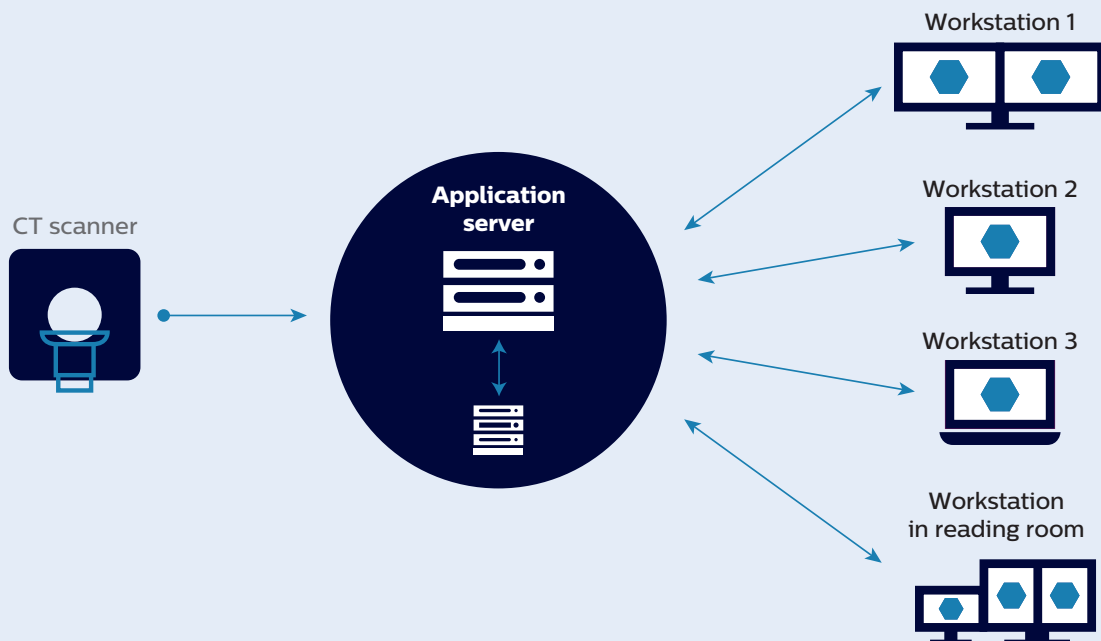 Workstation 1
Workstation 2
Application
server
CT scanner
Workstation 3
Workstation
in reading room